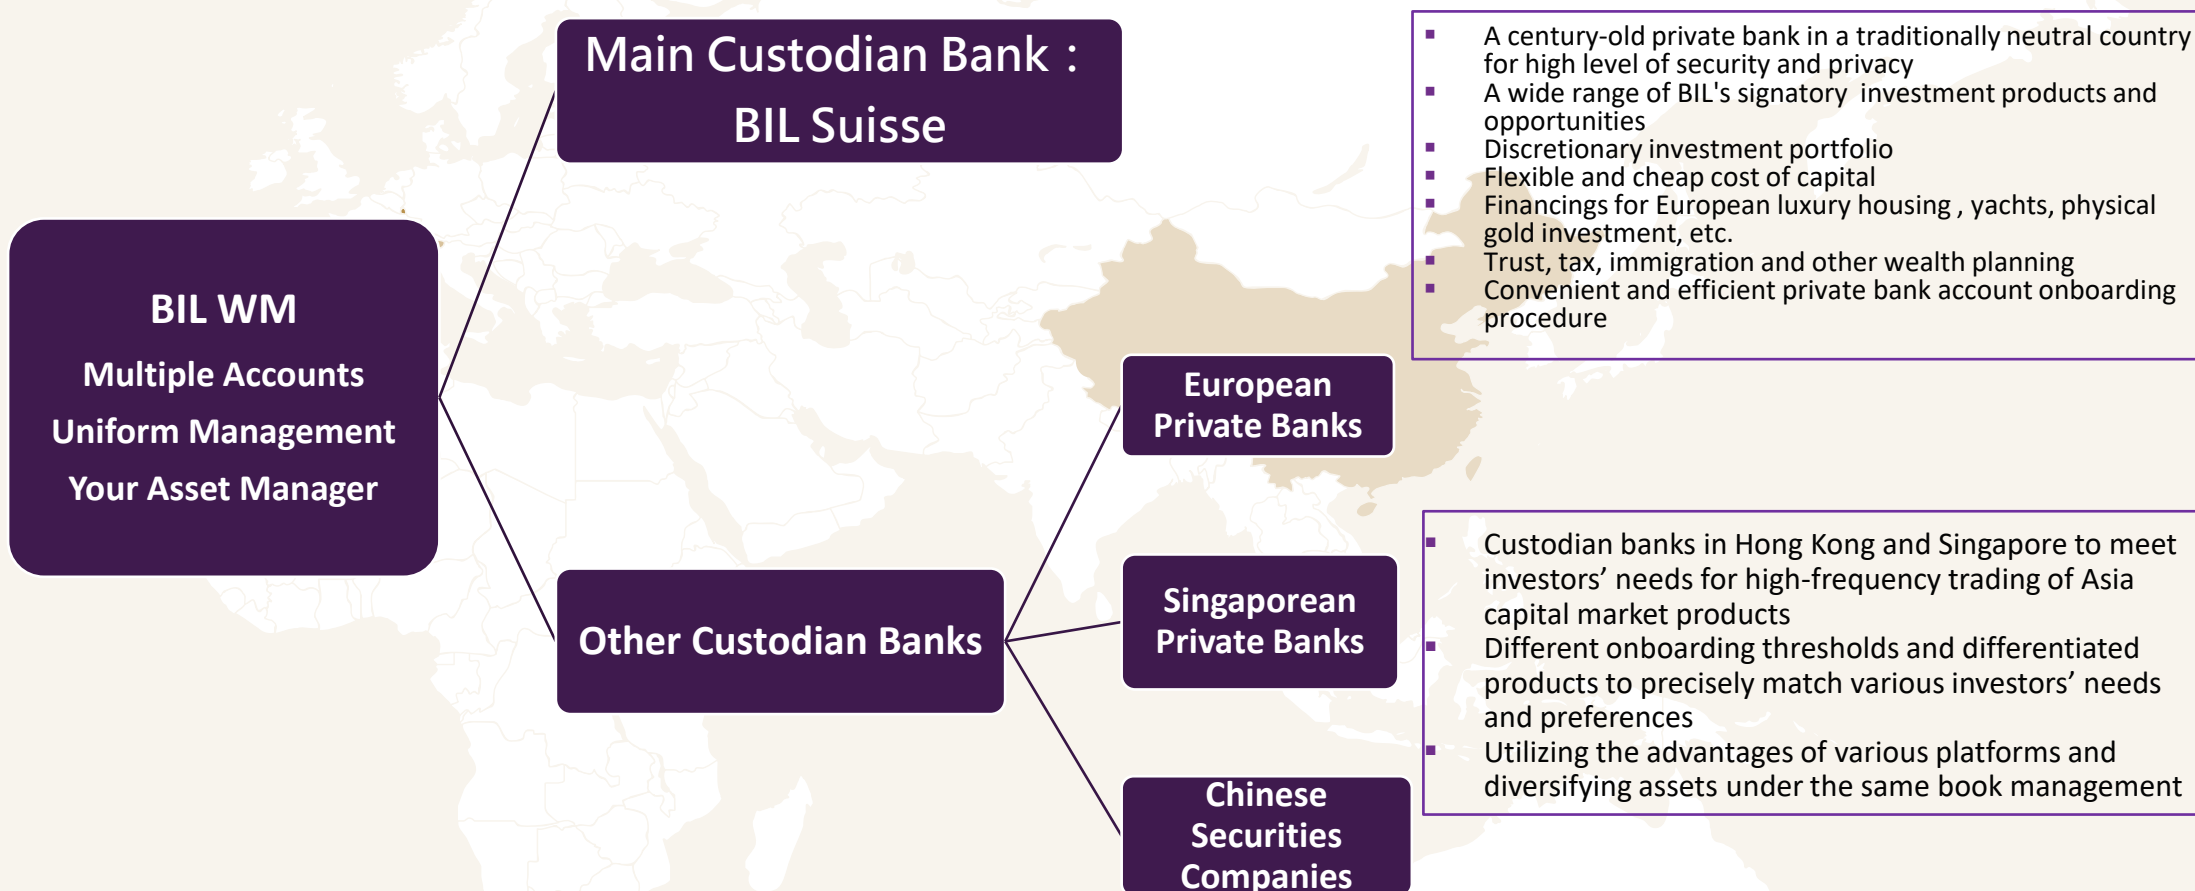 Main Custodian Bank：
BIL Suisse
BIL WM
Multiple Accounts
Uniform Management
Your Asset Manager
Other Custodian Banks
European
Private Banks
Singaporean
Private Banks
Chinese
Securities
Companies
▪ A century-old private bank in a traditionally neutral country
for high level of security and privacy
▪ A wide range of BIL's signatory investment products and
opportunities
▪ Discretionary investment portfolio
▪ Flexible and cheap cost of capital
▪ Financings for European luxury housing , yachts, physical
gold investment, etc.
▪ Trust, tax, immigration and other wealth planning
▪ Convenient and efficient private bank account onboarding
procedure
▪ Custodian banks in Hong Kong and Singapore to meet
investors’ needs for high-frequency trading of Asia
capital market products
▪ Different onboarding thresholds and differentiated
products to precisely match various investors’ needs
and preferences
▪ Utilizing the advantages of various platforms and
diversifying assets under the same book management